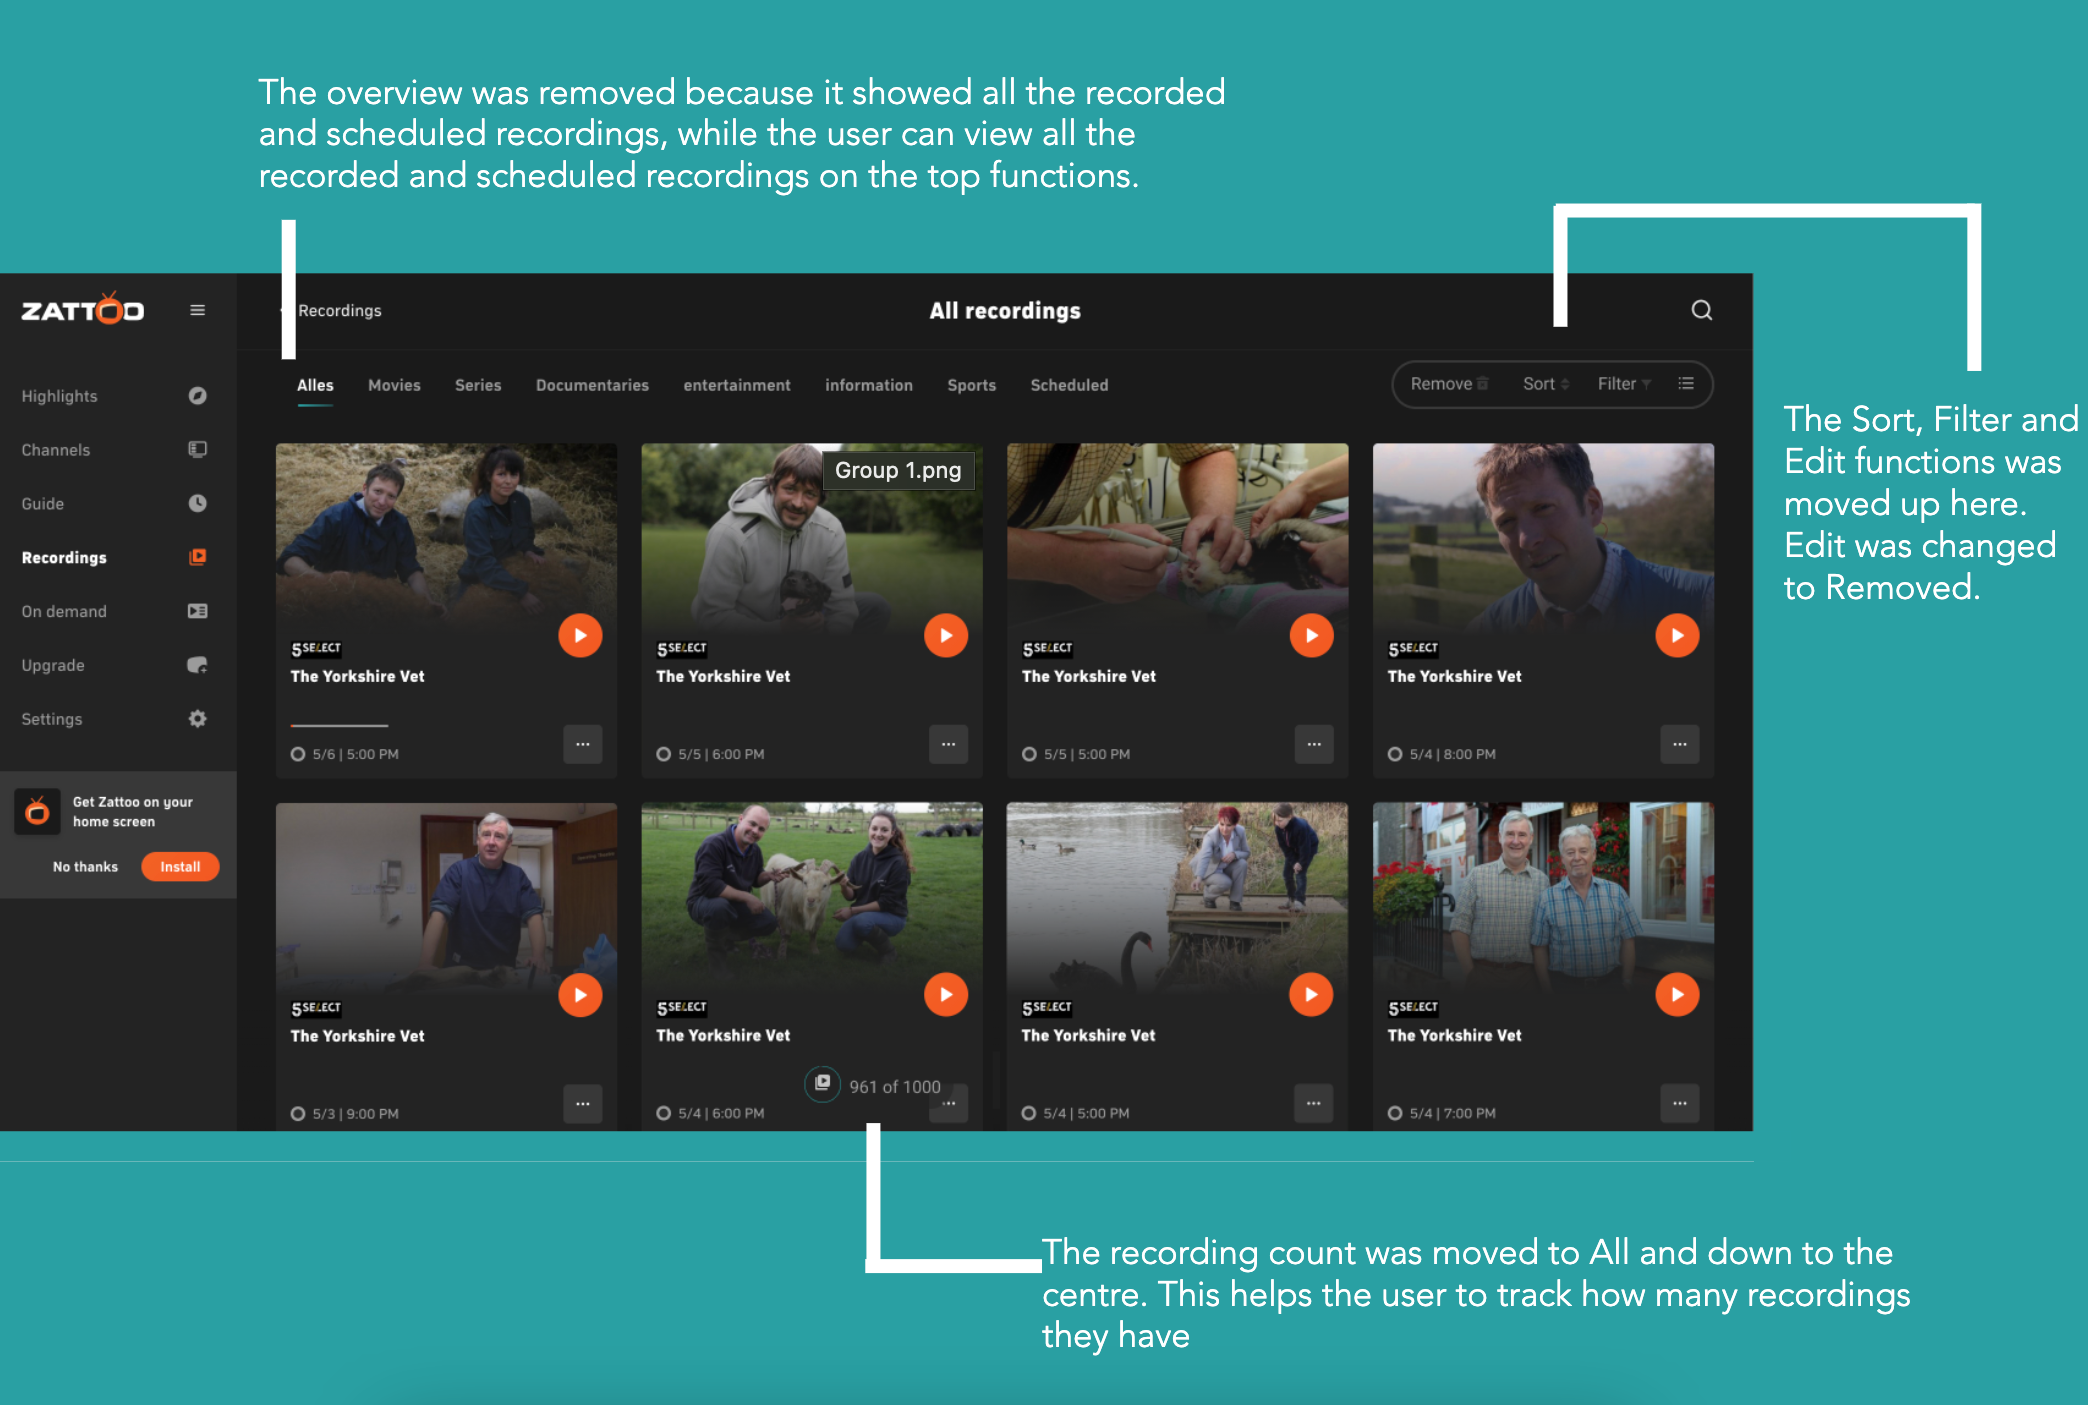 The overview was removed because it showed all the recorded
and scheduled recordings, while the user can view all the
recorded and scheduled recordings on the top functions.
ZATTOO
Recordings
All recordings
Highlights
Channels
Guide
Recordings
On demand
Upgrade
Settings
Get Zattoo on your
home screen
No thanks
Install
Alles Movies Series Documentaries entertainment information Sports Scheduled
Remove Sort Filter
The Sort, Filter and
Edit functions was
moved up here.
Edit was changed
to Removed.
Group 1.png
5SELECT
The Yorkshire Vet
5/6 | 5:00 PM
...
5SELECT
The Yorkshire Vet
5/5 | 6:00 PM
...
5SELECT
The Yorkshire Vet
5/5 | 5:00 PM
...
5SELECT
The Yorkshire Vet
5/4 | 8:00 PM
...
5SELECT
The Yorkshire Vet
5/3 | 9:00 PM
...
5SELECT
The Yorkshire Vet
961 of 1000
5/4 | 6:00 PM
...
5SELECT
The Yorkshire Vet
5/4 | 5:00 PM
...
5SELECT
The Yorkshire Vet
5/4 | 7:00 PM
...
The recording count was moved to All and down to the
centre. This helps the user to track how many recordings
they have